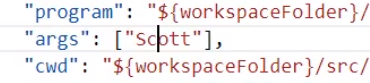 "program": "${workspaceFolder}/
"args": ["Scott"],
"cwd": "${workspaceFolder}/src/